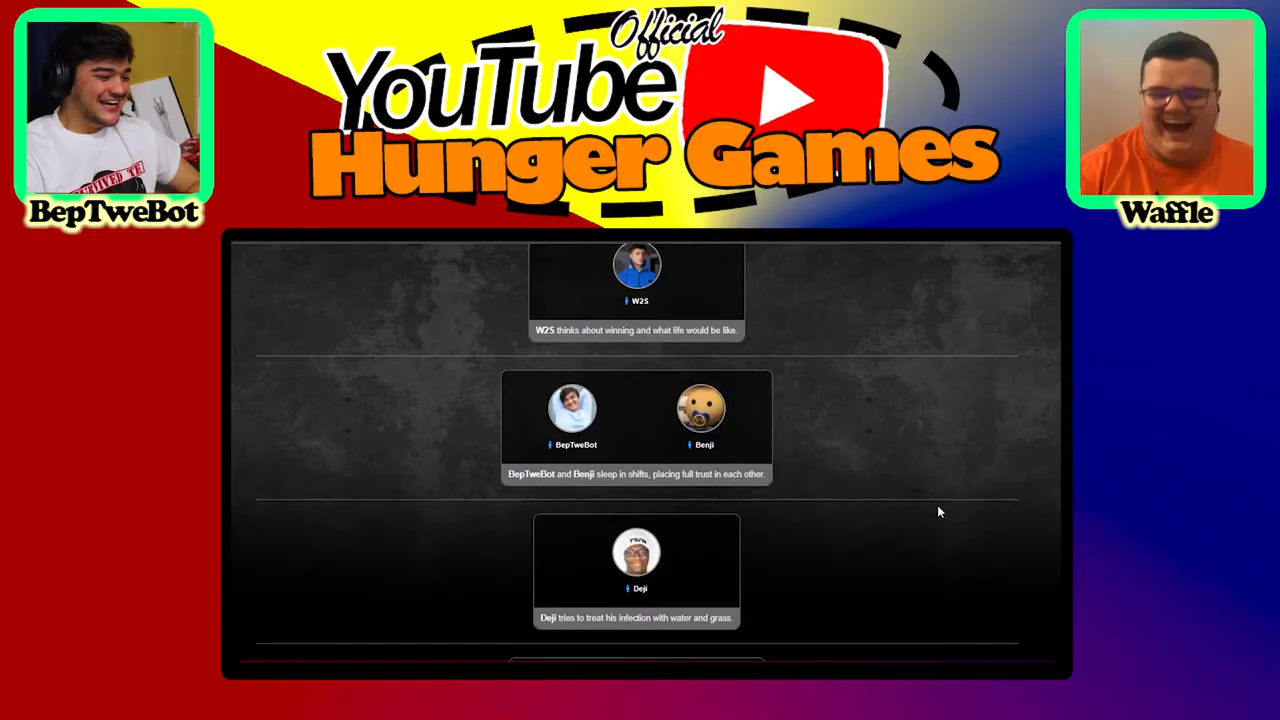 Official
YouTube
Hunger Games
BepTweBot
Waffle
W2S
W2S thinks about winning and what life would be like.
BepTweBot
Benji
BepTweBot and Benji sleep in shifts, placing full trust in each other.
Deji
Deji tries to treat his infection with water and grass.